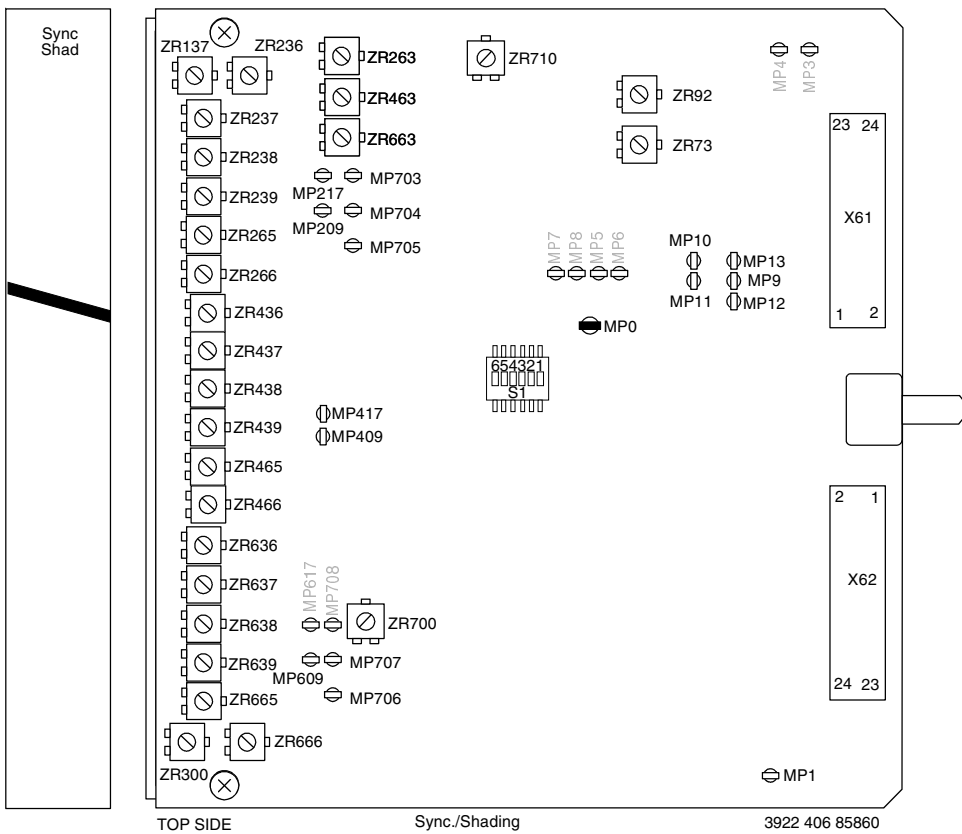 Sync
Shad
ZR137
ZR236
ZR263
ZR710
MP4
MP3
ZR463
ZR92
ZR237
ZR663
ZR73
23 24
ZR238
MP703
MP217
ZR239
MP704
MP209
X61
ZR265
MP705
MP7
MP8
MP5
MP6
MP10
MP13
ZR266
MP9
MP11
MP12
ZR436
1 2
MP0
ZR437
654321
S1
ZR438
MP417
ZR439
MP409
ZR465
ZR466
2 1
ZR636
ZR637
MP617
MP708
X62
ZR638
ZR700
ZR639
MP707
MP609
24 23
ZR665
MP706
ZR666
ZR300
MP1
TOP SIDE
Sync./Shading
3922 406 85860